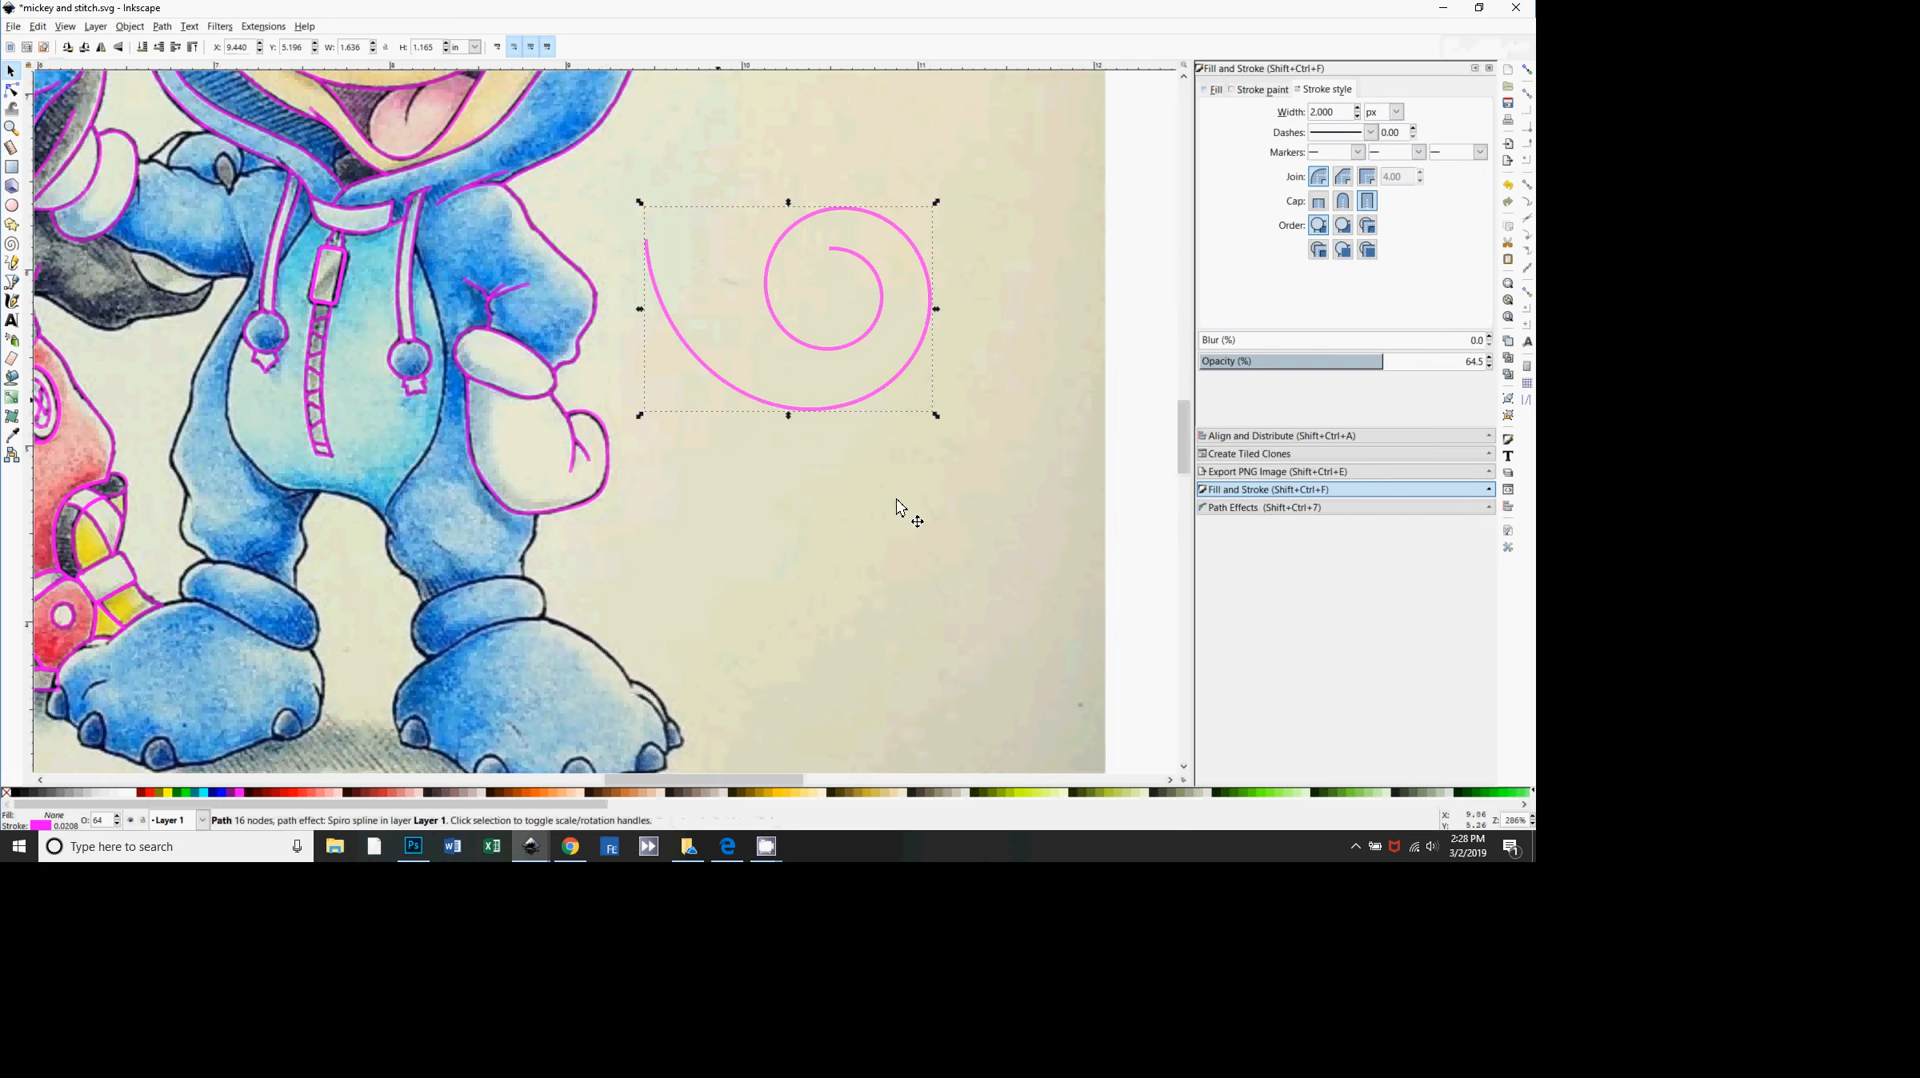 *mickey and stitch.svg - Inkscape
File Edit View Layer Object Path Text Filters Extensions Help
X: 9.440 Y: 5.196 W: 1.636 H: 1.165 in
Fill and Stroke (Shift+Ctrl+F)
Fill Stroke paint Stroke style
Width: 2.000 px
Dashes: 0.00
Markers:
Join: 4.00
Cap:
Order:
Blur (%) 0.0
Opacity (%) 64.5
Align and Distribute (Shift+Ctrl+A)
Create Tiled Clones
Export PNG Image (Shift+Ctrl+E)
Fill and Stroke (Shift+Ctrl+F)
Path Effects (Shift+Ctrl+7)
Fill: None
Stroke: 0.0208 O: 64 Layer 1 Path 16 nodes, path effect: Spiro spline in layer Layer 1. Click selection to toggle scale/rotation handles.
X: 9.86
Y: 5.26
Z: 286%
Type here to search
2:28 PM
3/2/2019